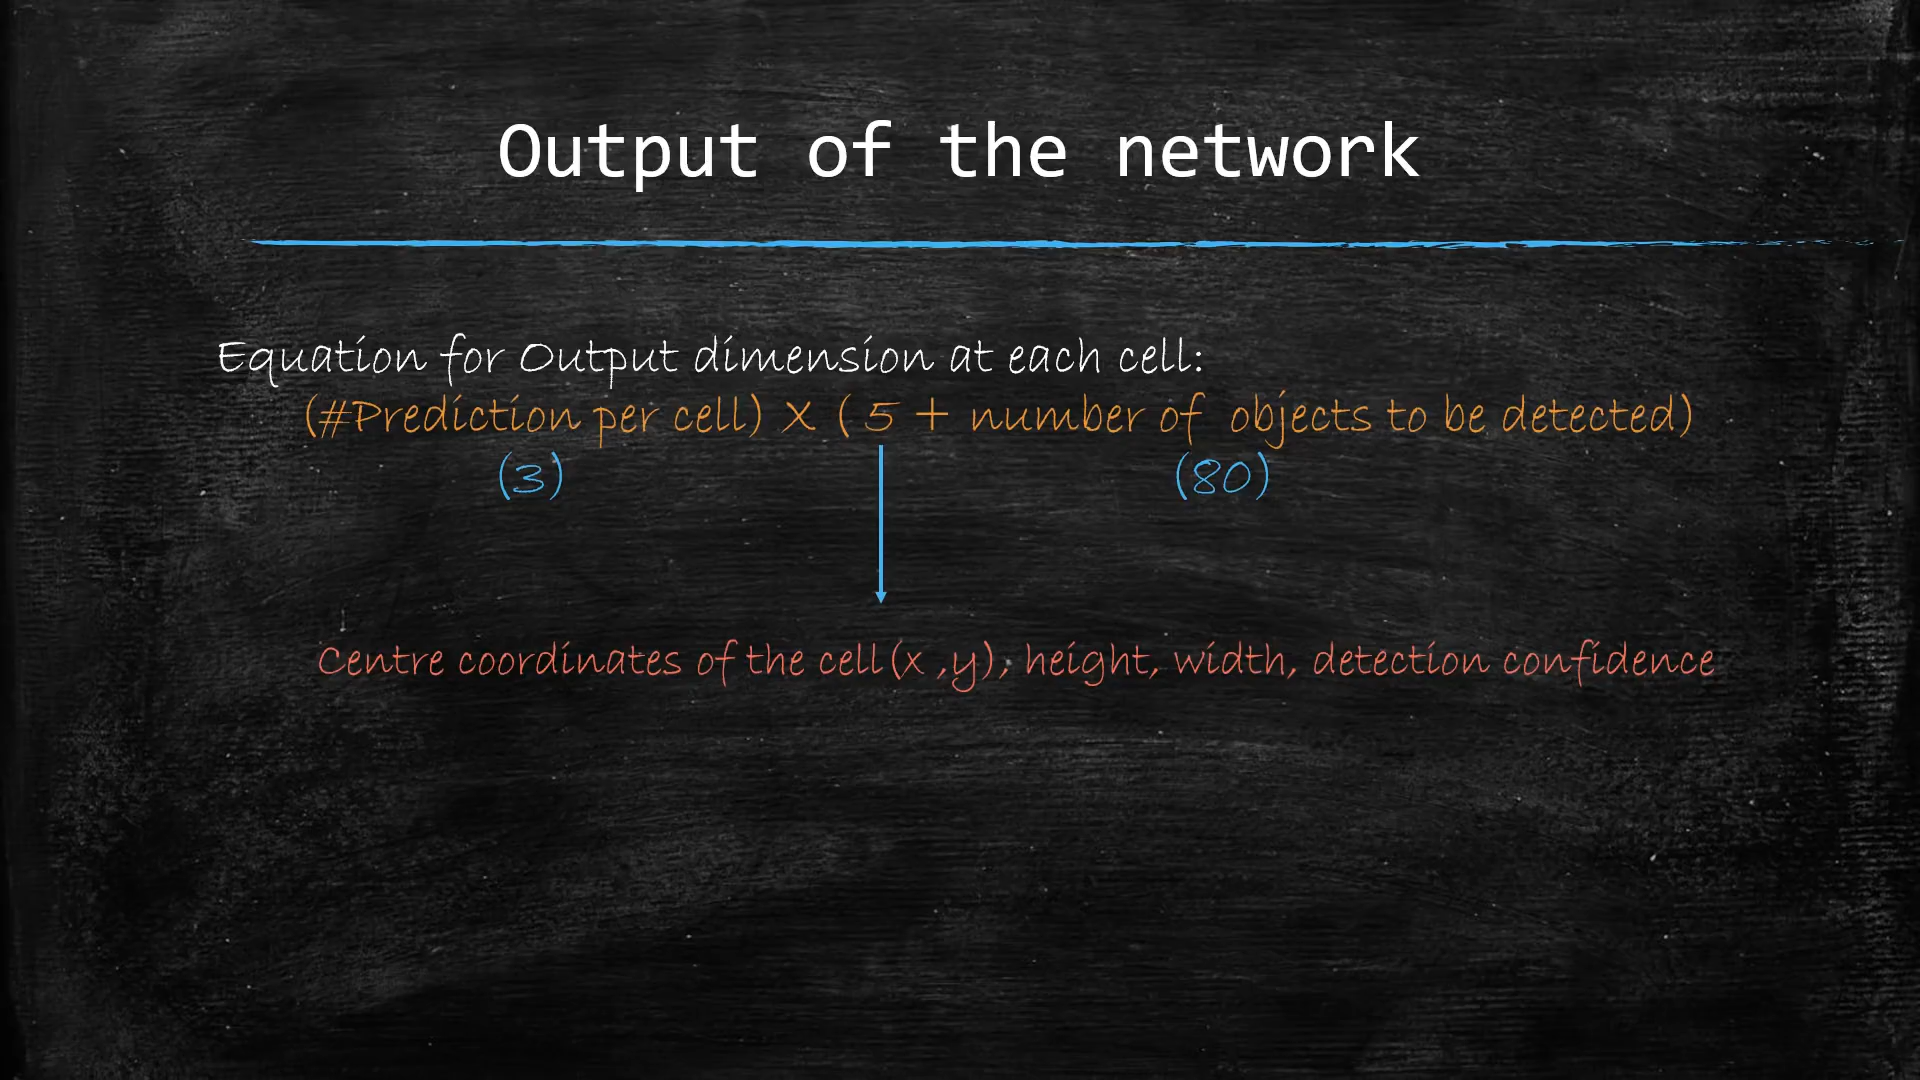 Output of the network
Equation for Output dimension at each cell:
(#Prediction per cell) X ( 5 + number of objects to be detected)
(3) (80)
Centre coordinates of the cell(x ,y), height, width, detection confidence